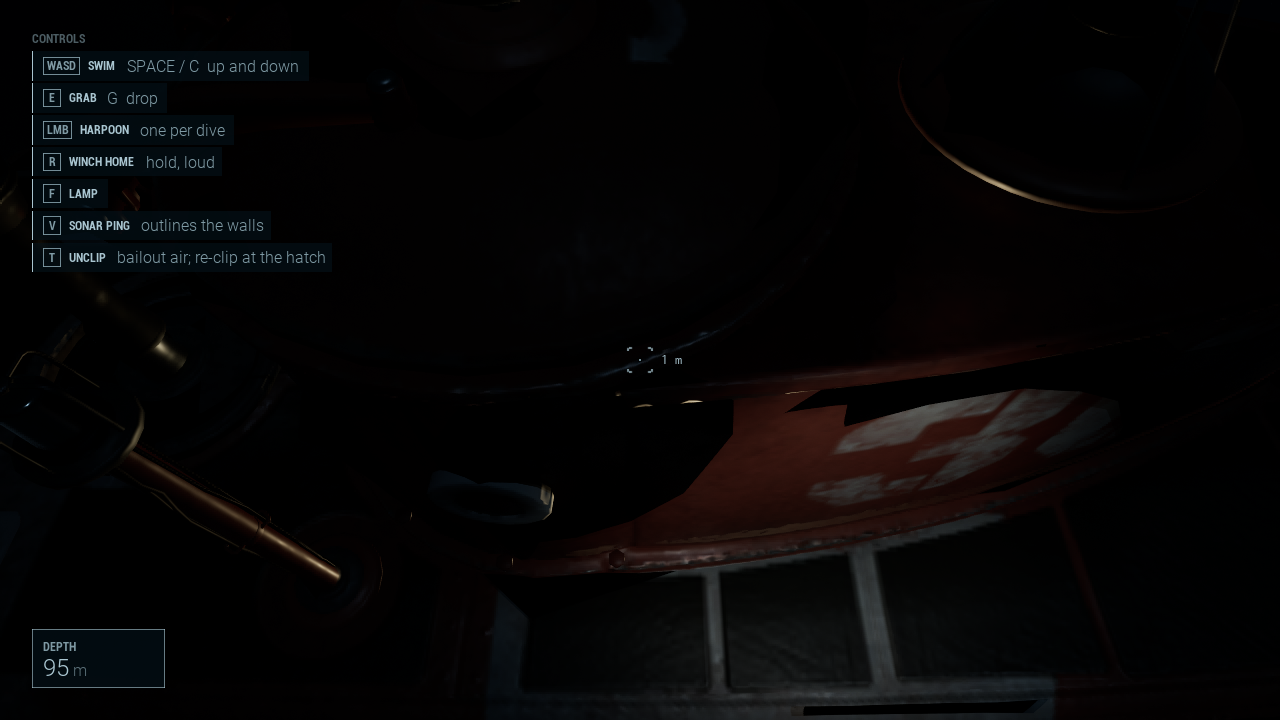 CONTROLS
WASD SWIM SPACE / C up and down
E GRAB G drop
LMB HARPOON one per dive
R WINCH HOME hold, loud
F LAMP
V SONAR PING outlines the walls
T UNCLIP bailout air; re-clip at the hatch
1 m
DEPTH
95 m